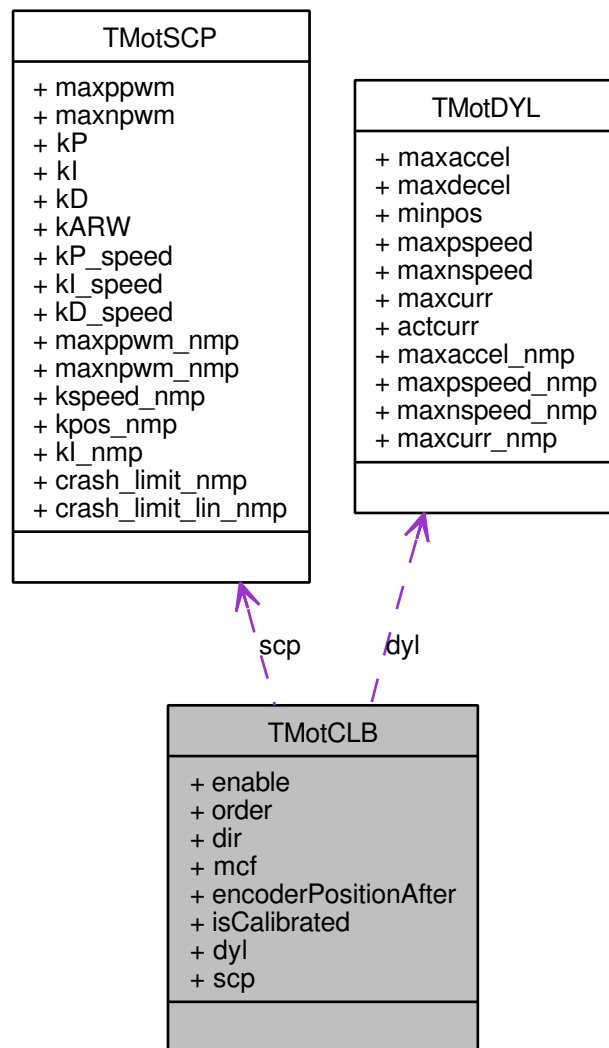 TMotSCP
+ maxppwm
+ maxnpwm
+ kP
+ kI
+ kD
+ kARW
+ kP_speed
+ kI_speed
+ kD_speed
+ maxppwm_nmp
+ maxnpwm_nmp
+ kspeed_nmp
+ kpos_nmp
+ kI_nmp
+ crash_limit_nmp
+ crash_limit_lin_nmp
TMotDYL
+ maxaccel
+ maxdecel
+ minpos
+ maxpspeed
+ maxnspeed
+ maxcurr
+ actcurr
+ maxaccel_nmp
+ maxpspeed_nmp
+ maxnspeed_nmp
+ maxcurr_nmp
scp
dyl
TMotCLB
+ enable
+ order
+ dir
+ mcf
+ encoderPositionAfter
+ isCalibrated
+ dyl
+ scp